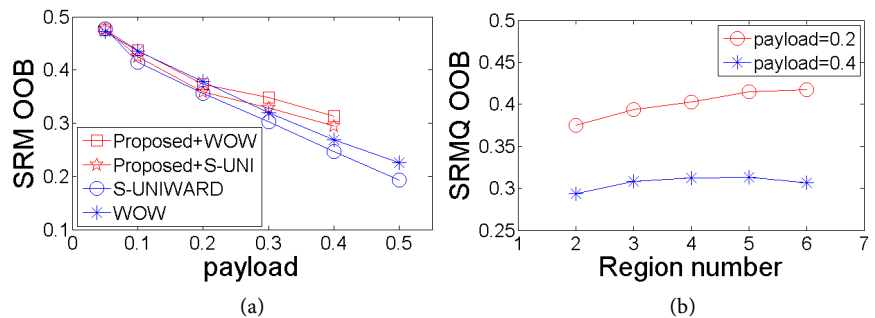 0.5
0.4
0.3
0.2
0.1
SRM OOB
0
0.1
0.2
0.3
0.4
0.5
payload
Proposed+WOW
Proposed+S-UNI
S-UNIWARD
WOW
(a)
0.5
0.45
0.4
0.35
0.3
0.25
SRMQ OOB
1
2
3
4
5
6
7
Region number
payload=0.2
payload=0.4
(b)